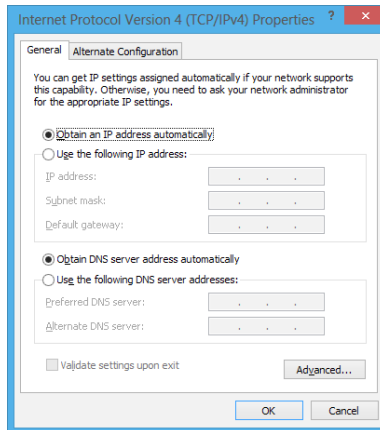 Internet Protocol Version 4 (TCP/IPv4) Properties ? ×
General Alternate Configuration
You can get IP settings assigned automatically if your network supports
this capability. Otherwise, you need to ask your network administrator
for the appropriate IP settings.
Obtain an IP address automatically
Use the following IP address:
IP address: . . .
Subnet mask: . . .
Default gateway: . . .
Obtain DNS server address automatically
Use the following DNS server addresses:
Preferred DNS server: . . .
Alternate DNS server: . . .
Validate settings upon exit
Advanced...
OK Cancel